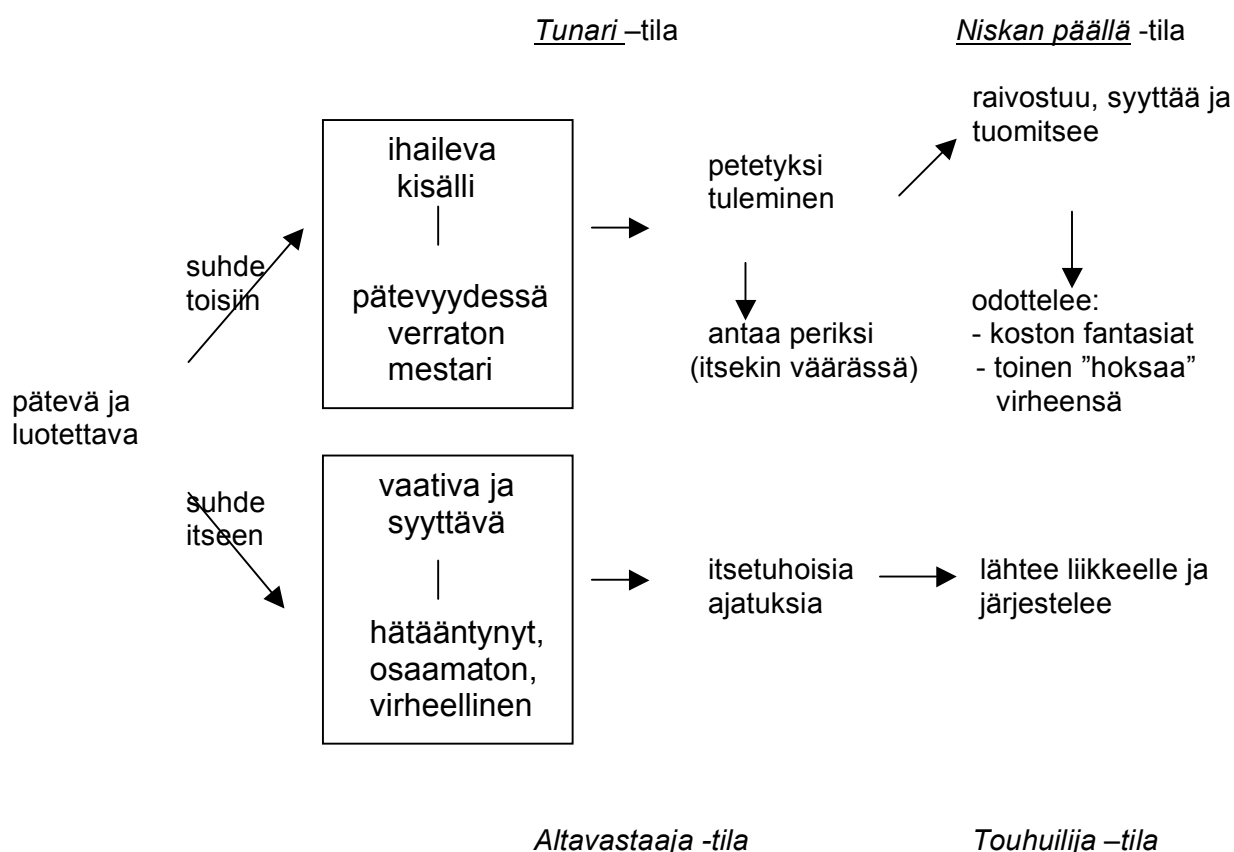 Tunari –tila
Niskan päällä -tila
raivostuu, syyttää ja
tuomitsee
ihaileva
kisälli
petetyksi
tuleminen
suhde
toisiin
pätevyydessä
verraton
mestari
antaa periksi
(itsekin väärässä)
odottelee:
- koston fantasiat
- toinen ”hoksaa”
virheensä
pätevä ja
luotettava
suhde
itseen
vaativa ja
syyttävä
hätääntynyt,
osaamaton,
virheellinen
itsetuhoisia
ajatuksia
lähtee liikkeelle ja
järjestelee
Altavastaaja -tila
Touhuilija –tila